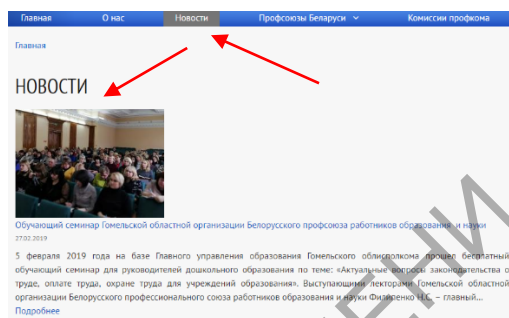 Главная О нас Новости Профсоюзы Беларуси Комиссии профкома
Главная
НОВОСТИ
Обучающий семинар Гомельской областной организации Белорусского профсоюза работников образования и науки
27.02.2019
5 февраля 2019 года на базе Главного управления образования Гомельского облисполкома прошел бесплатный
обучающий семинар для руководителей дошкольного образования по теме: «Актуальные вопросы законодательства о
труде, оплате труда, охране труда для учреждений образования». Выступающими лекторами Гомельской областной
организации Белорусского профессионального союза работников образования и науки Филипенко Н.С. – главный...
Подробнее
ЕНИ